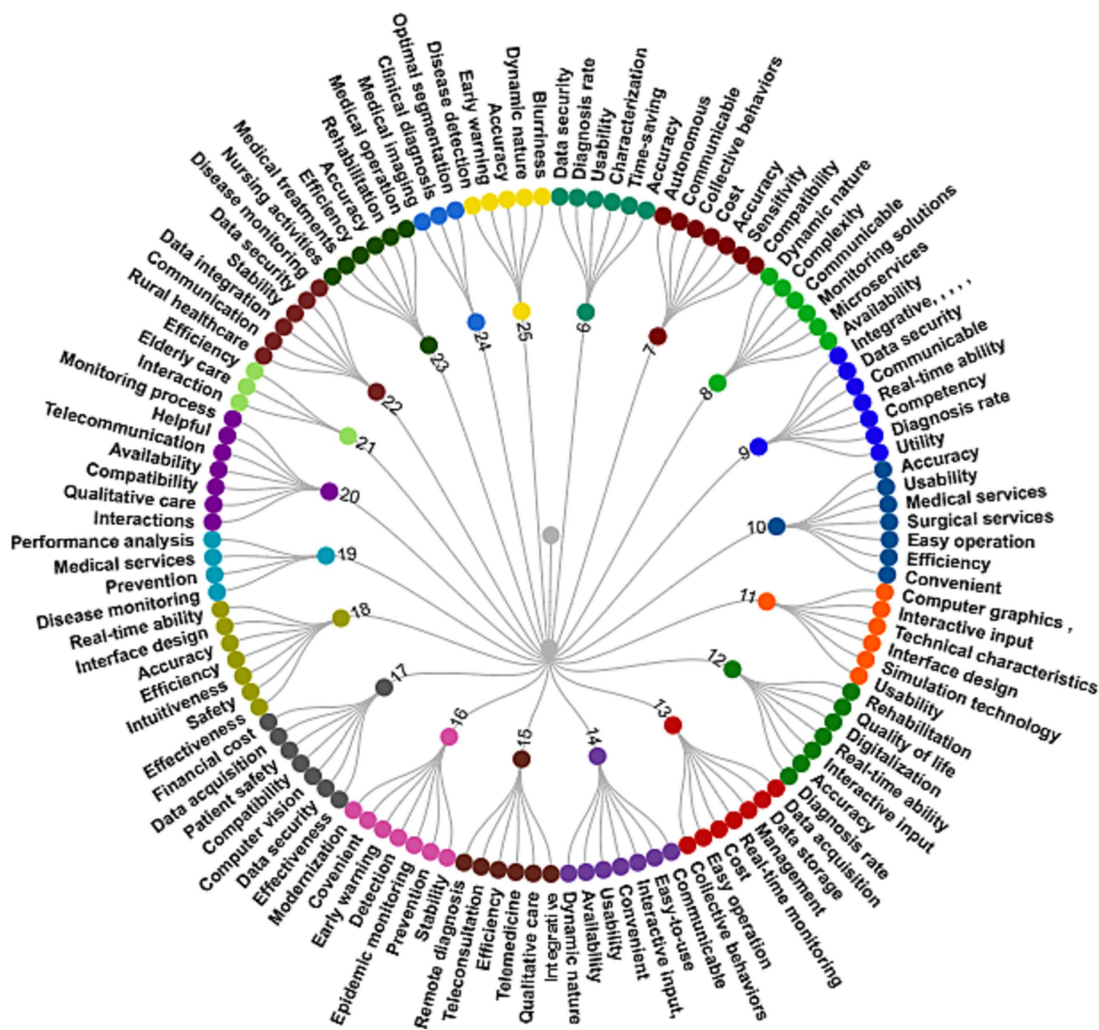 Data security
Diagnosis rate
Usability
Characterization
Time-saving
Accuracy
Autonomous
Communicable
Collective behaviors
Cost
Accuracy
Sensitivity
Compatibility
Dynamic nature
Complexity
Communicable
Monitoring solutions
Microservices
Availability
Integrative, , , , ,
Data security
Communicable
Real-time ability
Competency
Diagnosis rate
Utility
Accuracy
Usability
Medical services
Surgical services
Easy operation
Efficiency
Convenient
Computer graphics ,
Interactive input
Technical characteristics
Interface design
Simulation technology
Usability
Rehabilitation
Quality of life
Digitalization
Real-time ability
Interactive input
Accuracy
Diagnosis rate
Data acquisition
Data storage
Management
Real-time monitoring
Cost
Easy operation
Collective behaviors
Communicable
Easy-to-use
Interactive input,
Convenient
Usability
Availability
Dynamic nature
Integrative
Qualitative care
Telemedicine
Efficiency
Teleconsultation
Remote diagnosis
Stability
Prevention
Epidemic monitoring
Detection
Early warning
Covenient
Modernization
Effectiveness
Data security
Computer vision
Compatibility
Patient safety
Data acquisition
Financial cost
Effectiveness
Safety
Intuitiveness
Efficiency
Accuracy
Interface design
Real-time ability
Disease monitoring
Prevention
Medical services
Performance analysis
Interactions
Qualitative care
Compatibility
Availability
Telecommunication
Helpful
Monitoring process
Interaction
Elderly care
Efficiency
Rural healthcare
Communication
Data integration
Stability
Data security
Disease monitoring
Nursing activities
Medical treatments
Efficiency
Accuracy
Rehabilitation
Medical operation
Medical imaging
Clinical diagnosis
Optimal segmentation
Disease detection
Early warning
Accuracy
Dynamic nature
Blurriness
6
7
8
9
10
11
12
13
14
15
16
17
18
19
20
21
22
23
24
25